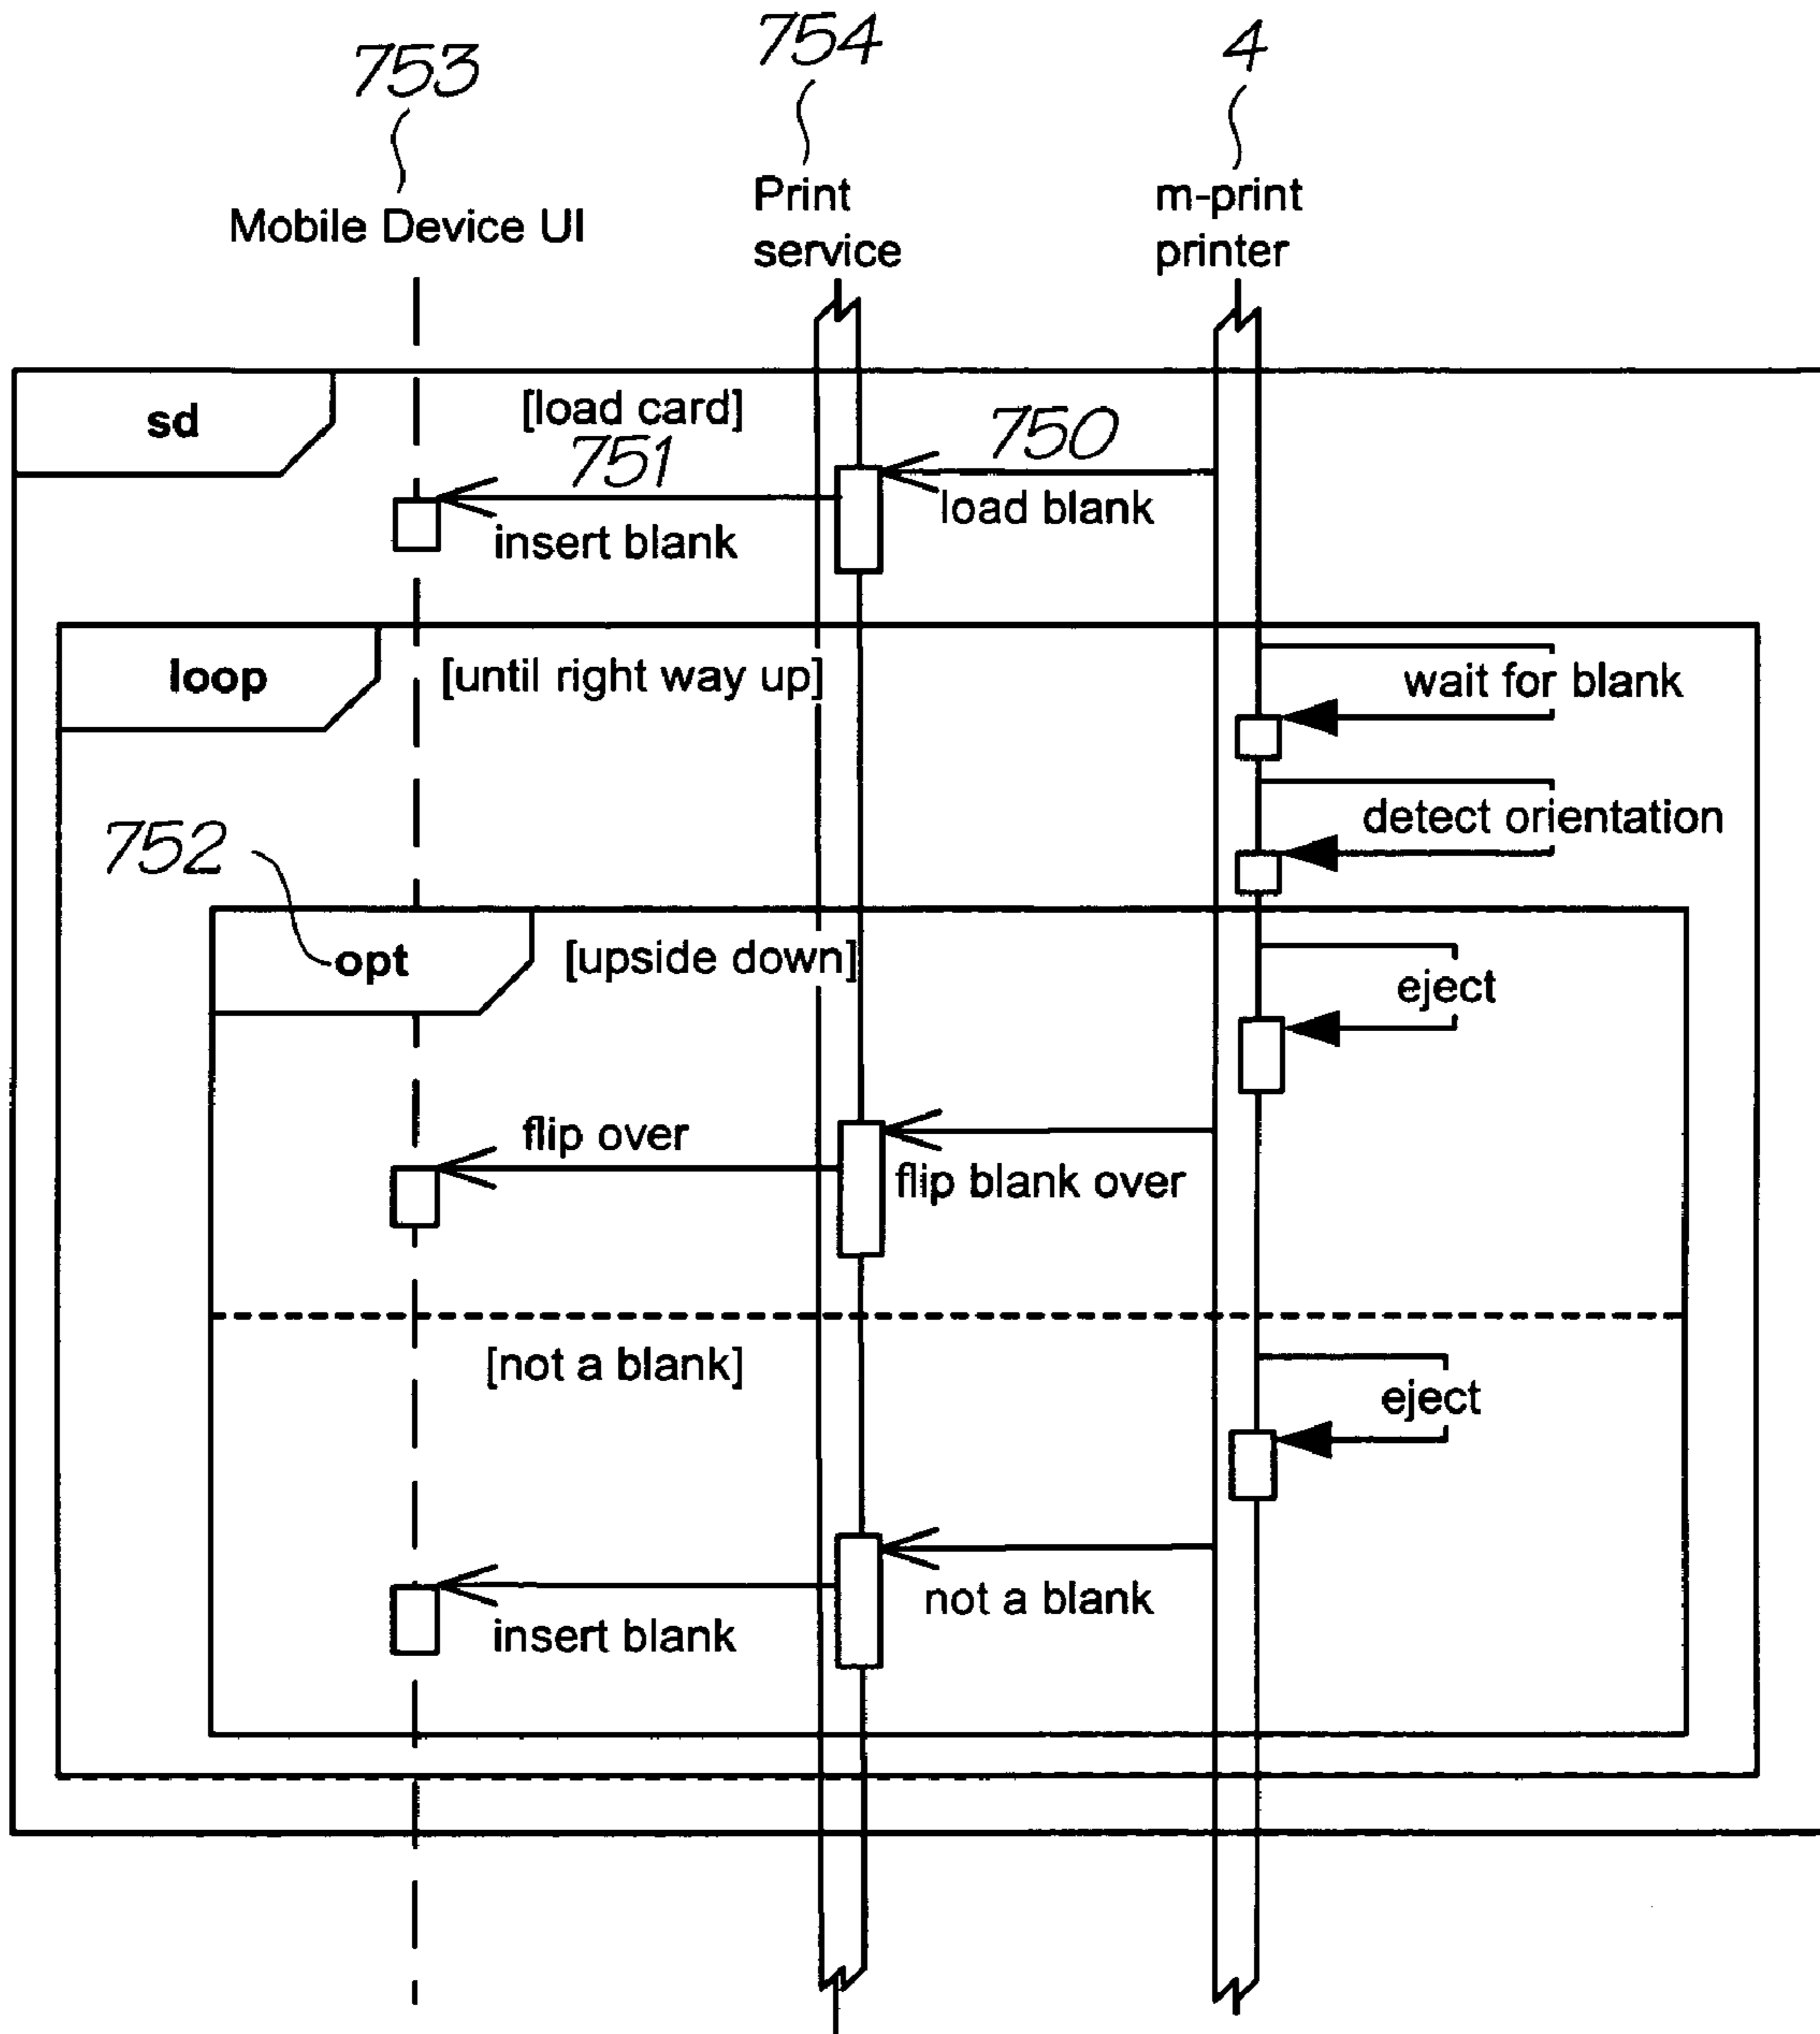 753
754
4
Mobile Device UI
Print
service
m-print
printer
sd
[load card]
751
750
insert blank
load blank
loop
[until right way up]
wait for blank
detect orientation
752
opt
[upside down]
eject
flip over
flip blank over
[not a blank]
eject
not a blank
insert blank